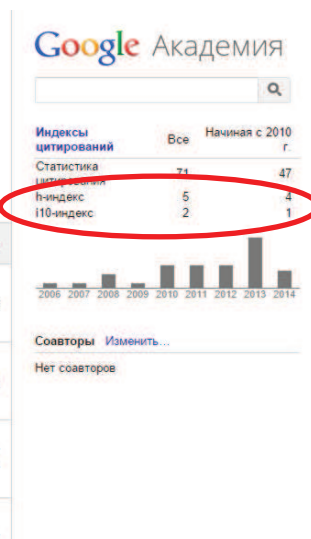 Google Академия
Индексы цитирований Все Начиная с 2010 г.
Статистика цитирования 71 47
h-индекс 5 4
i10-индекс 2 1
2006 2007 2008 2009 2010 2011 2012 2013 2014
Соавторы Изменить...
Нет соавторов